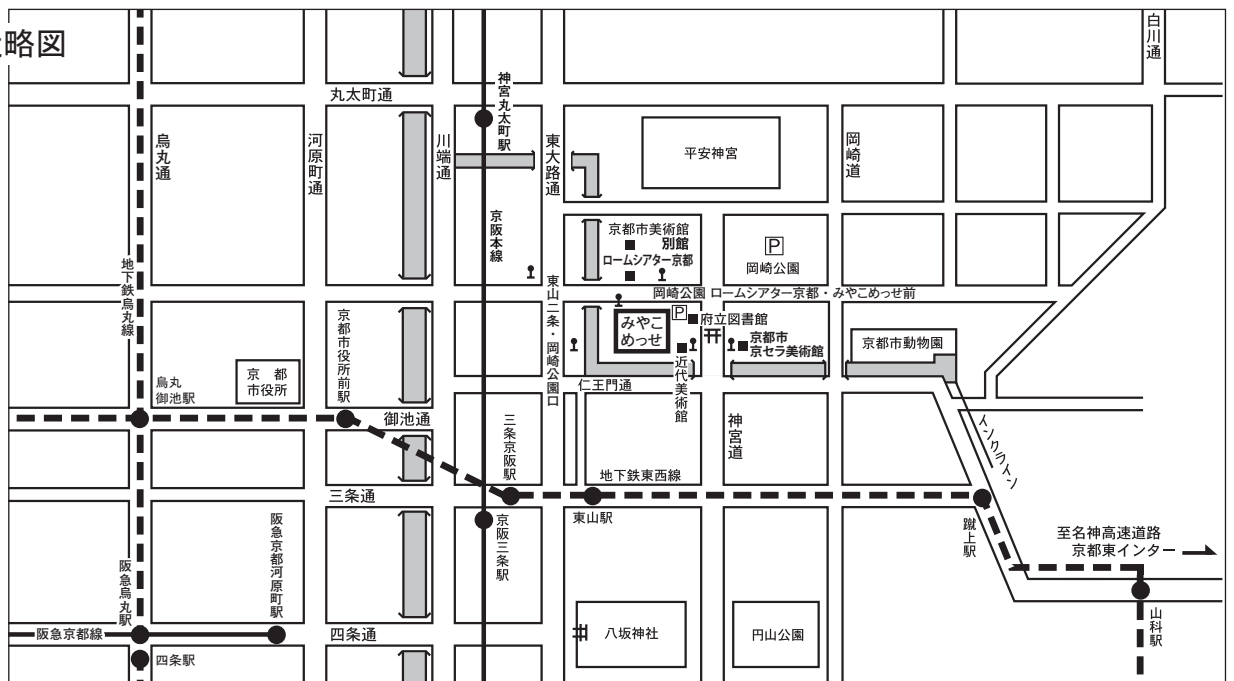 略図
白川通
丸太町通
神宮丸太町駅
烏丸通
河原町通
川端通
東大路通
平安神宮
岡崎道
京阪本線
京都市美術館
別館
ロームシアター京都
P
岡崎公園
地下鉄烏丸線
東山二条・岡崎公園口
岡崎公園 ロームシアター京都・みやこめっせ前
京都市役所前駅
みやこ
めっせ
P
府立図書館
京都市
京セラ美術館
京都市動物園
近代美術館
京都
市役所
烏丸
御池駅
仁王門通
御池通
三条京阪駅
神宮道
インクライン
地下鉄東西線
三条通
東山駅
京阪三条駅
蹴上駅
至名神高速道路
京都東インター
阪急京都河原町駅
阪急烏丸駅
山科駅
阪急京都線
四条通
八坂神社
円山公園
四条駅